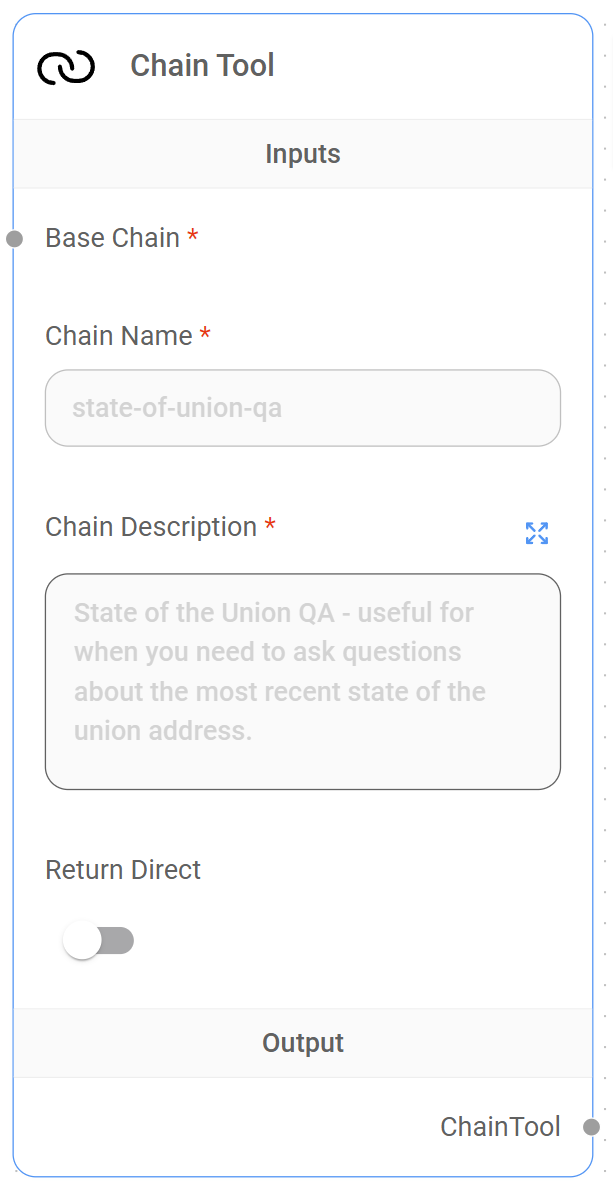 Chain Tool
Inputs
Base Chain *
Chain Name *
state-of-union-qa
Chain Description *
State of the Union QA - useful for
when you need to ask questions
about the most recent state of the
union address.
Return Direct
Output
ChainTool